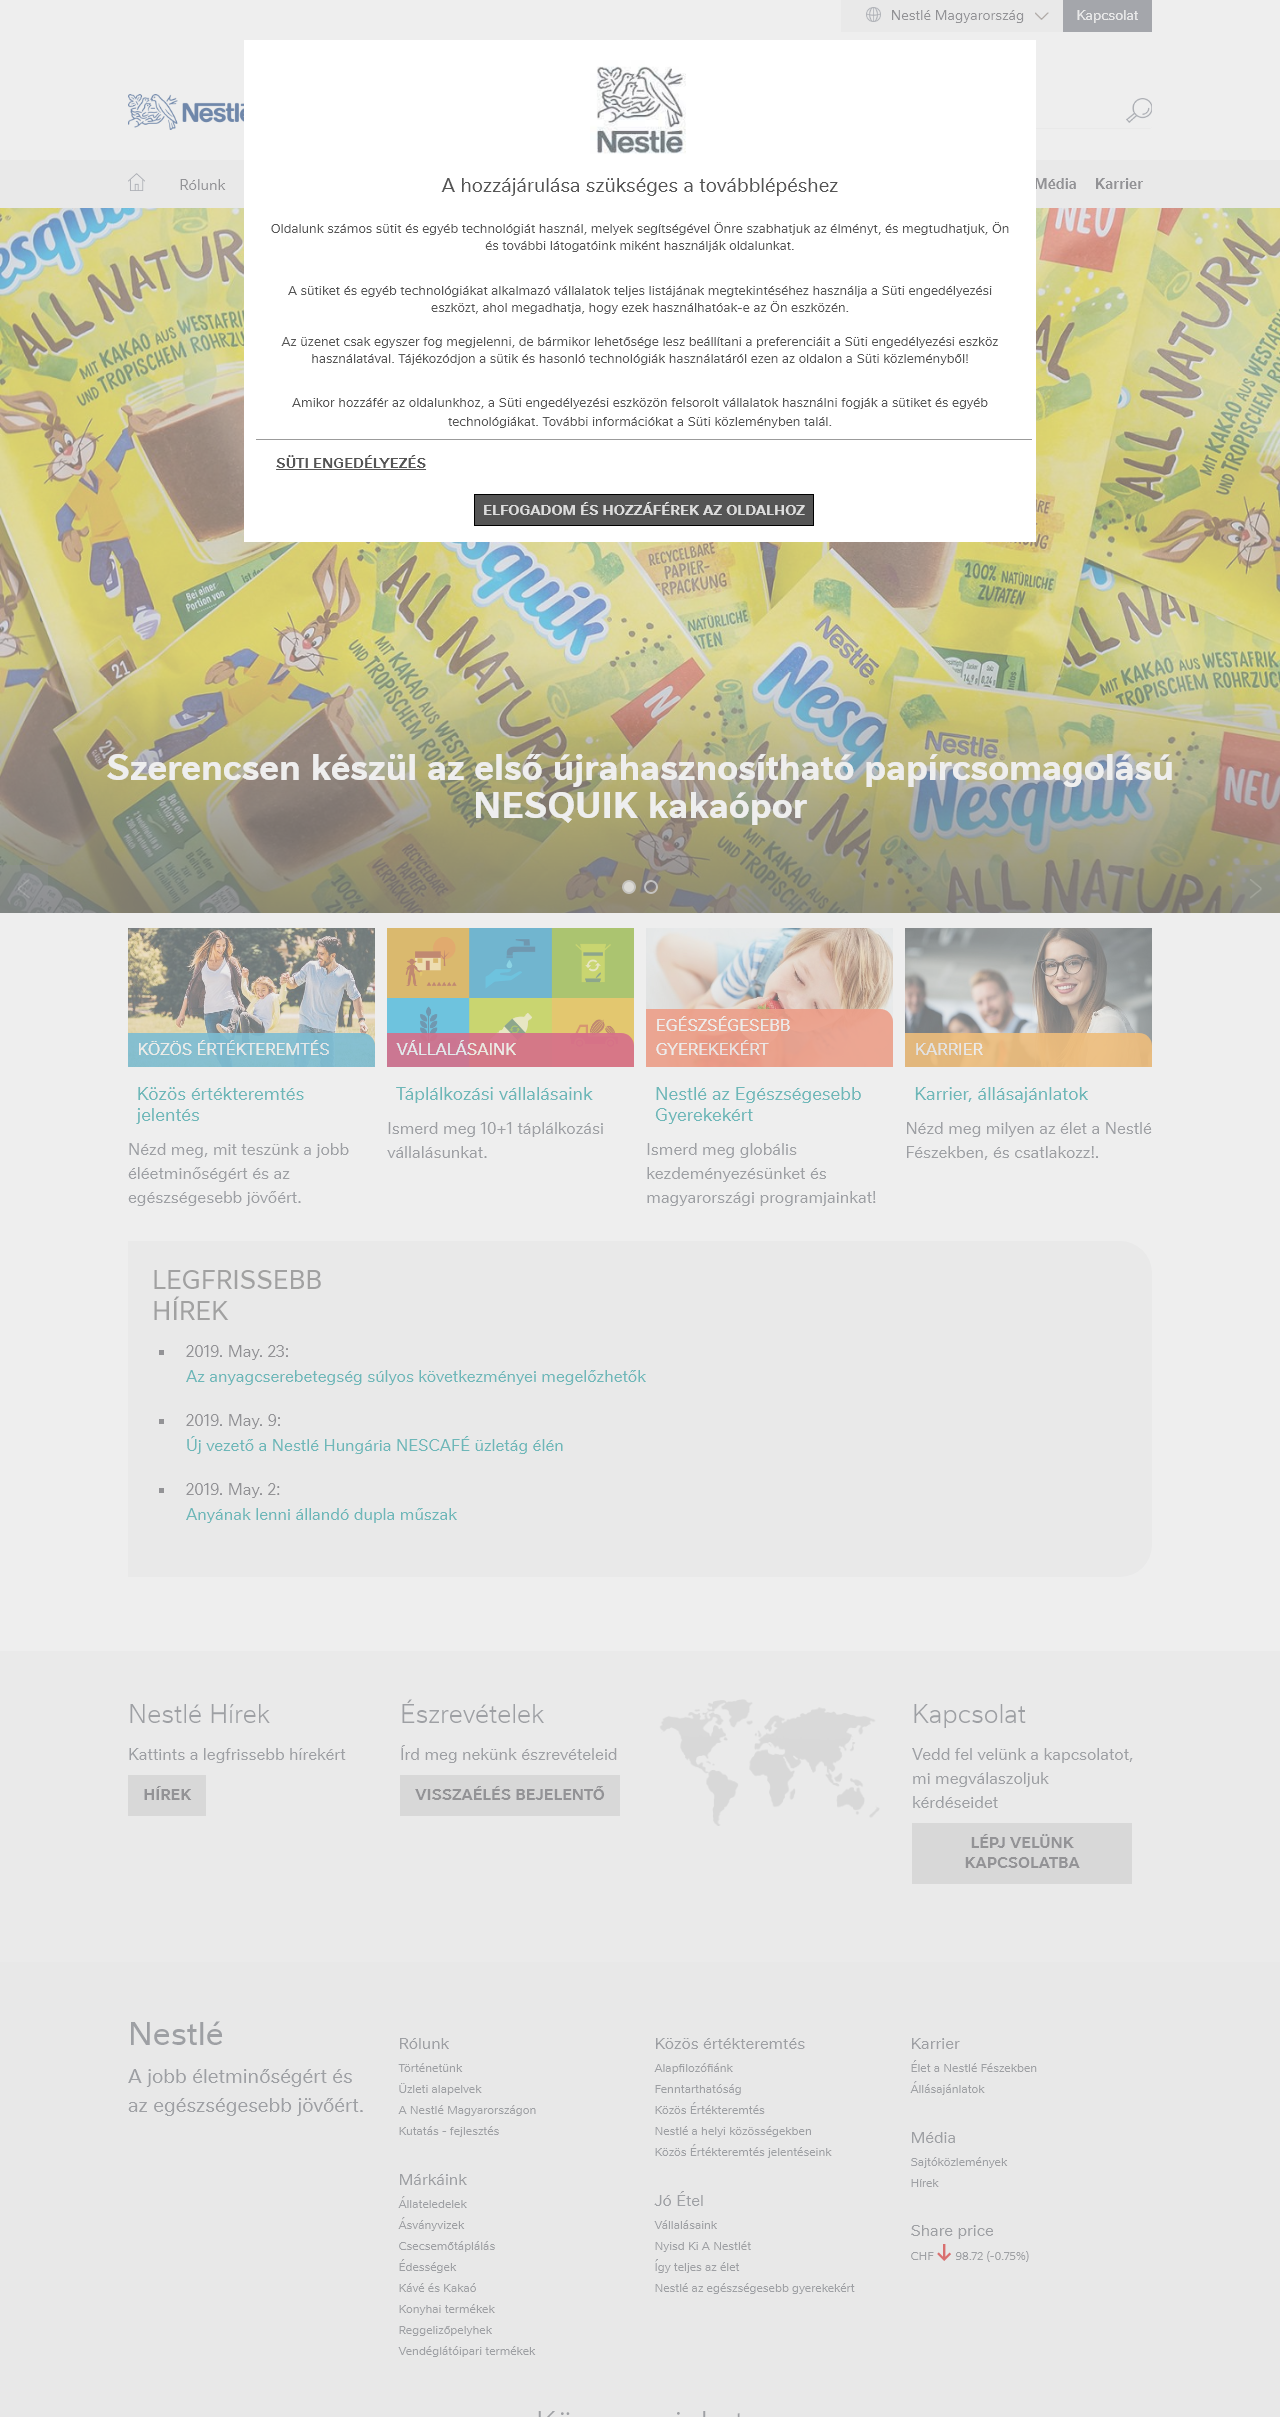 Nestlé Magyarország
Kapcsolat
Nestlé
Nestlé
Rólunk
Média
Karrier
A hozzájárulása szükséges a továbblépéshez
Oldalunk számos sütit és egyéb technológiát használ, melyek segítségével Önre szabhatjuk az élményt, és megtudhatjuk, Ön
és további látogatóink miként használják oldalunkat.
A sütiket és egyéb technológiákat alkalmazó vállalatok teljes listájának megtekintéséhez használja a Süti engedélyezési
eszközt, ahol megadhatja, hogy ezek használhatóak-e az Ön eszközén.
Az üzenet csak egyszer fog megjelenni, de bármikor lehetősége lesz beállítani a preferenciáit a Süti engedélyezési eszköz
használatával. Tájékozódjon a sütik és hasonló technológiák használatáról ezen az oldalon a Süti közleményből!
Amikor hozzáfér az oldalunkhoz, a Süti engedélyezési eszközön felsorolt vállalatok használni fogják a sütiket és egyéb
technológiákat. További információkat a Süti közleményben talál.
SÜTI ENGEDÉLYEZÉS
ELFOGADOM ÉS HOZZÁFÉREK AZ OLDALHOZ
Szerencsen készül az első újrahasznosítható papírcsomagolású
NESQUIK kakaópor
KÖZÖS ÉRTÉKTEREMTÉS
VÁLLALÁSAINK
EGÉSZSÉGESEBB
GYEREKEKÉRT
KARRIER
Közös értékteremtés
jelentés
Nézd meg, mit teszünk a jobb
éléetminőségért és az
egészségesebb jövőért.
Táplálkozási vállalásaink
Ismerd meg 10+1 táplálkozási
vállalásunkat.
Nestlé az Egészségesebb
Gyerekekért
Ismerd meg globális
kezdeményezésünket és
magyarországi programjainkat!
Karrier, állásajánlatok
Nézd meg milyen az élet a Nestlé
Fészekben, és csatlakozz!.
LEGFRISSEBB
HÍREK
2019. May. 23:
Az anyagcserebetegség súlyos következményei megelőzhetők
2019. May. 9:
Új vezető a Nestlé Hungária NESCAFÉ üzletág élén
2019. May. 2:
Anyának lenni állandó dupla műszak
Nestlé Hírek
Kattints a legfrissebb hírekért
HÍREK
Észrevételek
Írd meg nekünk észrevételeid
VISSZAÉLÉS BEJELENTŐ
Kapcsolat
Vedd fel velünk a kapcsolatot,
mi megválaszoljuk
kérdéseidet
LÉPJ VELÜNK
KAPCSOLATBA
Nestlé
A jobb életminőségért és
az egészségesebb jövőért.
Rólunk
Történetünk
Üzleti alapelvek
A Nestlé Magyarországon
Kutatás - fejlesztés
Márkáink
Állateledelek
Ásványvizek
Csecsemőtáplálás
Édességek
Kávé és Kakaó
Konyhai termékek
Reggelizőpelyhek
Vendéglátóipari termékek
Közös értékteremtés
Alapfilozófiánk
Fenntarthatóság
Közös Értékteremtés
Nestlé a helyi közösségekben
Közös Értékteremtés jelentéseink
Jó Étel
Vállalásaink
Nyisd Ki A Nestlét
Így teljes az élet
Nestlé az egészségesebb gyerekekért
Karrier
Élet a Nestlé Fészekben
Állásajánlatok
Média
Sajtóközlemények
Hírek
Share price
CHF 98.72 (-0.75%)